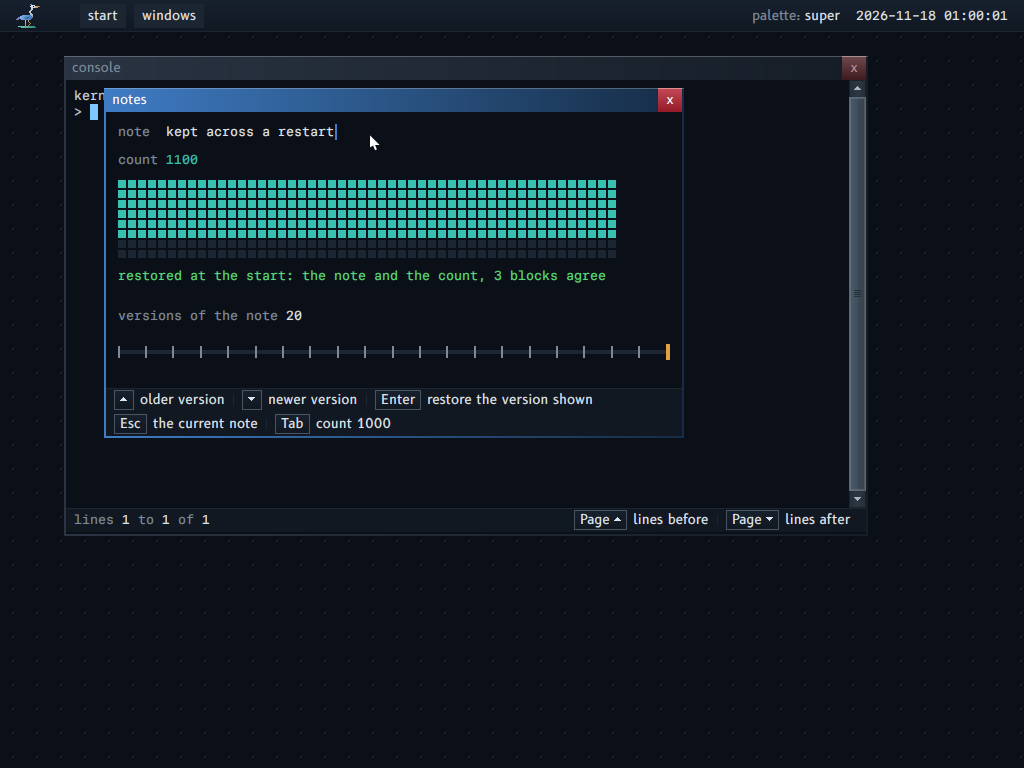 start windows palette: super 2026-11-18 01:00:01
console x
kern
>
notes x
note kept across a restart
count 1100
restored at the start: the note and the count, 3 blocks agree
versions of the note 20
older version newer version Enter restore the version shown
Esc the current note Tab count 1000
lines 1 to 1 of 1 Page lines before Page lines after